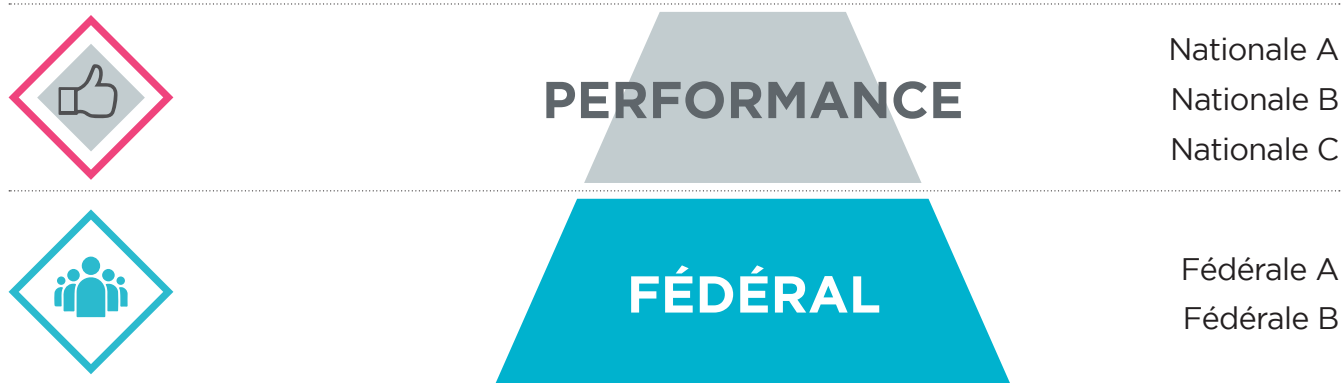 PERFORMANCE
Nationale A
Nationale B
Nationale C
FÉDÉRAL
Fédérale A
Fédérale B